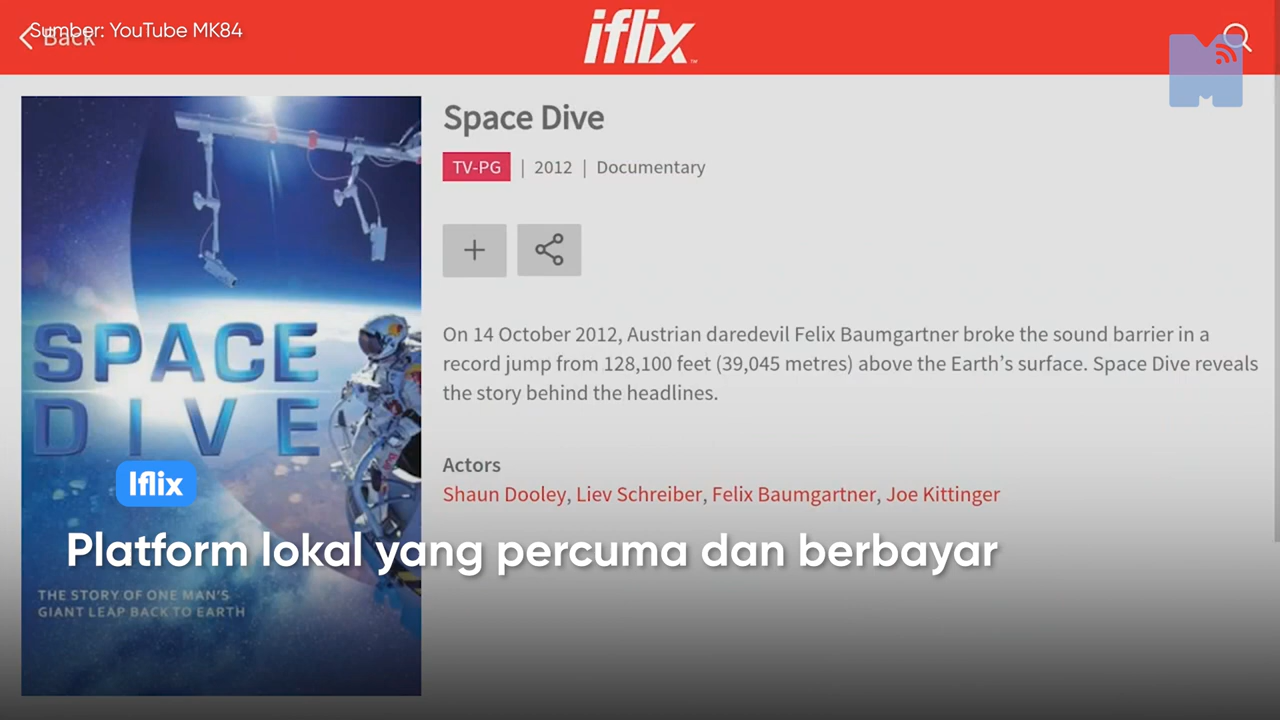 Sumber: YouTube MK84
Back
iflix
Space Dive
TV-PG | 2012 | Documentary
SPACE
DIVE
THE STORY OF ONE MAN'S
GIANT LEAP BACK TO EARTH
On 14 October 2012, Austrian daredevil Felix Baumgartner broke the sound barrier in a
record jump from 128,100 feet (39,045 metres) above the Earth’s surface. Space Dive reveals
the story behind the headlines.
Actors
Shaun Dooley, Liev Schreiber, Felix Baumgartner, Joe Kittinger
Iflix
Platform lokal yang percuma dan berbayar